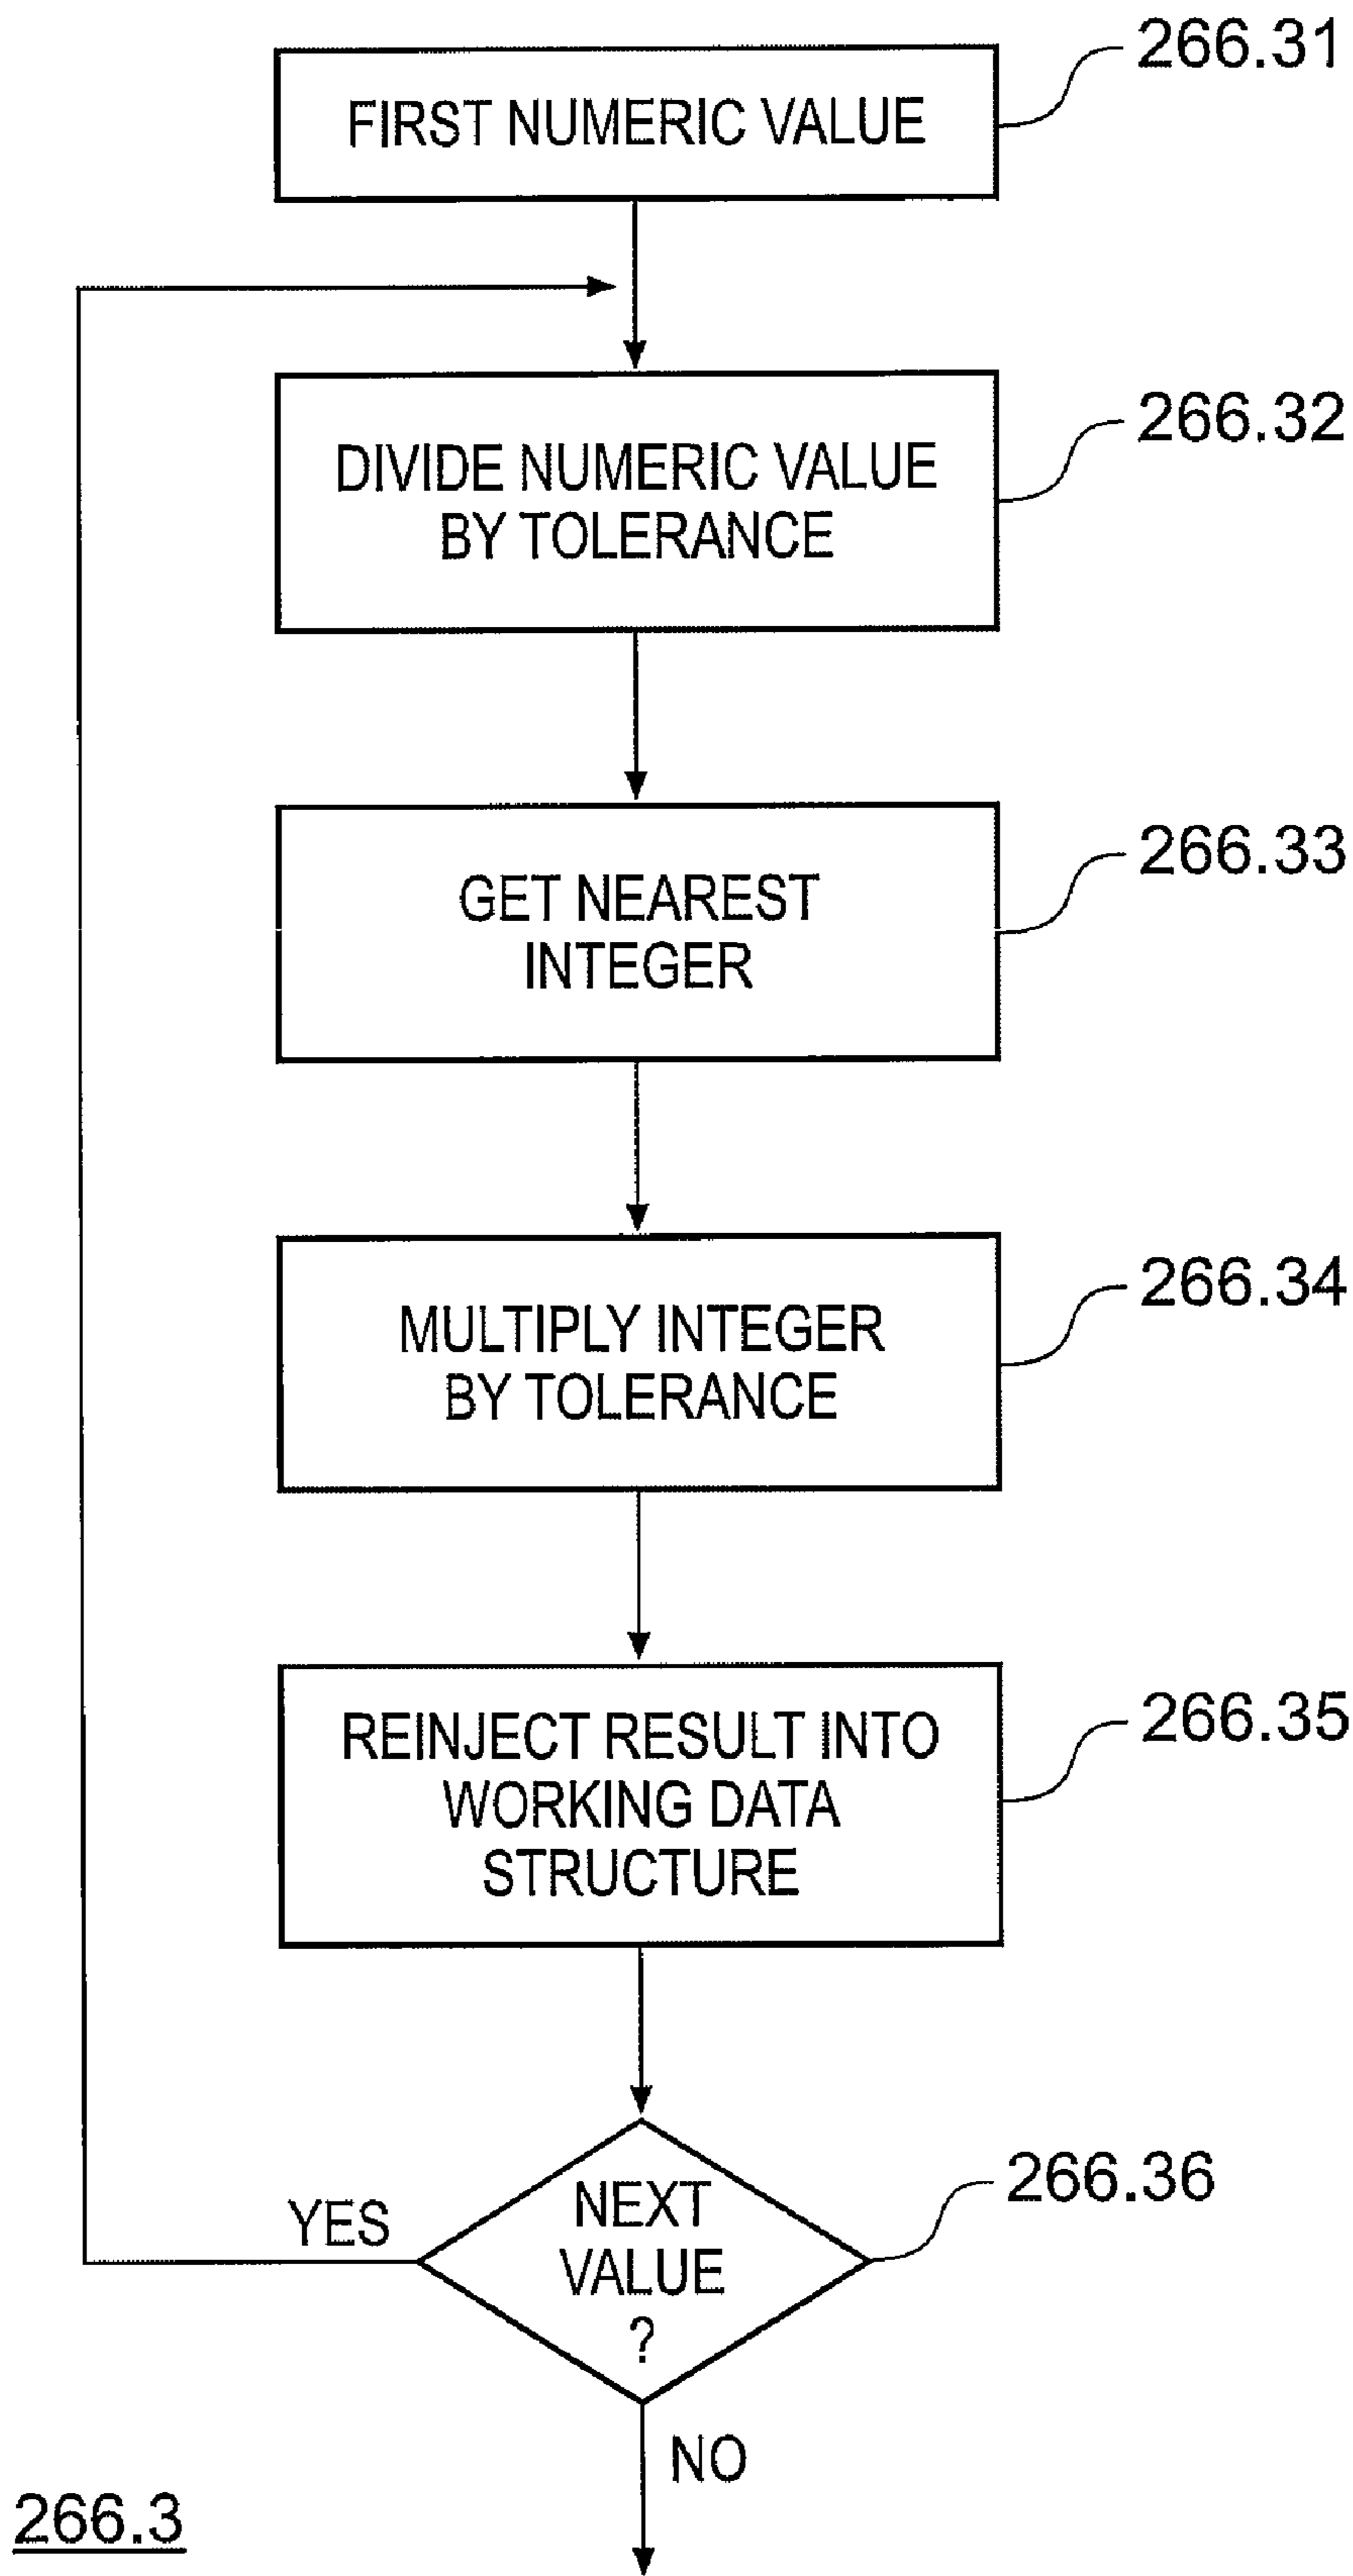 266.31
FIRST NUMERIC VALUE
266.32
DIVIDE NUMERIC VALUE
BY TOLERANCE
266.33
GET NEAREST
INTEGER
266.34
MULTIPLY INTEGER
BY TOLERANCE
266.35
REINJECT RESULT INTO
WORKING DATA
STRUCTURE
266.36
NEXT
VALUE
?
YES
NO
266.3